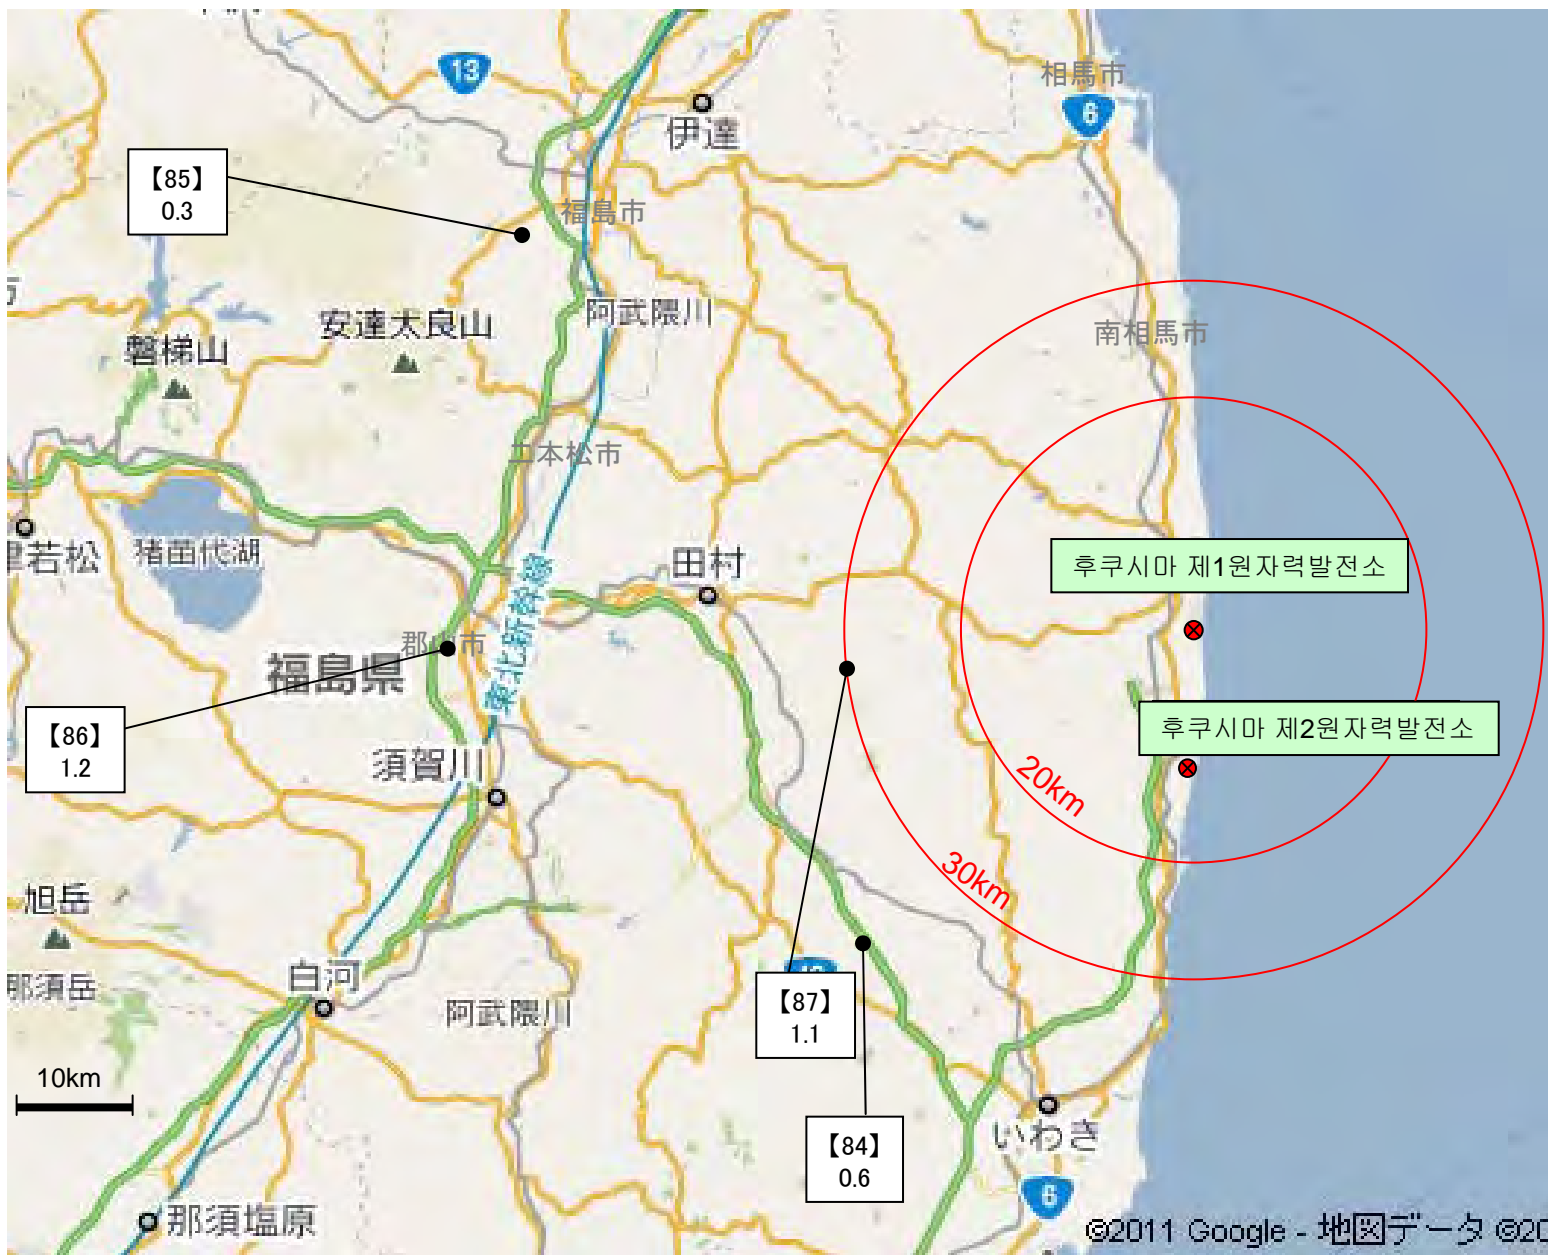 13
相馬市
6
伊達
【85】
0.3
福島市
阿武隈川
安達太良山
磐梯山
南相馬市
二本松市
猪苗代湖
若松
田村
東北新幹線
후쿠시마 제1원자력발전소
郡山市
福島県
후쿠시마 제2원자력발전소
【86】
1.2
須賀川
20km
30km
旭岳
白河
那須岳
阿武隈川
【87】
1.1
10km
いわき
【84】
0.6
6
那須塩原
©2011 Google - 地図データ ©20